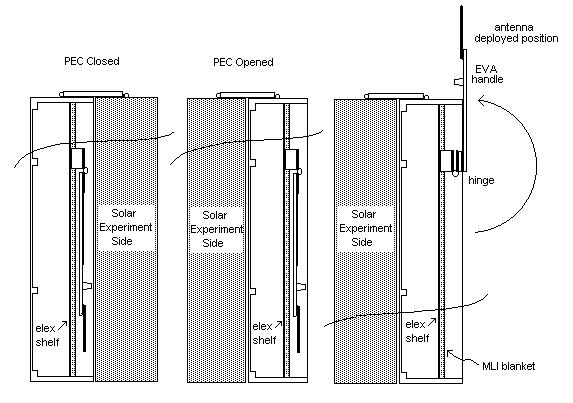 antenna
deployed position
PEC Closed
PEC Opened
EVA
handle
hinge
Solar
Experiment
Side
Solar
Experiment
Side
Solar
Experiment
Side
elex
shelf
elex
shelf
elex
shelf
MLI blanket